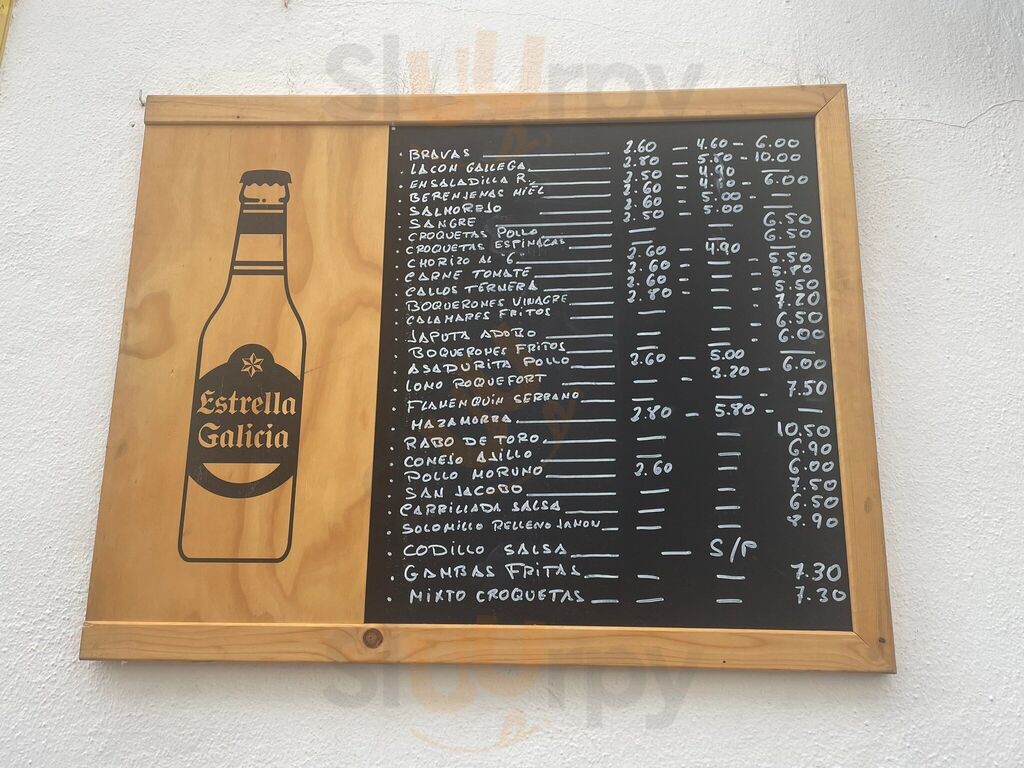 Sluurpy
· BRAVAS 2.60 - 4.60 - 6.00
· LACON GALLEGA 2.80 - 5.80 - 10.00
· ENSALADILLA R. 2.50 - 4.90 —
· BERENJENAS MIEL 2.60 - 4.90 - 6.00
· SALMOREJO 2.60 - 5.00 - —
· SANGRE 2.50 - 5.00 —
· CROQUETAS POLLO — — 6.50
· CROQUETAS ESPINACAS — — 6.50
· CHORIZO AL "6" 2.60 - 4.90 —
· CARNE TOMATE 2.60 - - 5.50
· CALLOS TERNERA 2.60 - - 5.80
· BOQUERONES VINAGRE 2.80 - - 5.50
· CALAMARES FRITOS — — 7.20
· JAPUTA ADOBO — — 6.50
· BOQUERONES FRITOS — — 6.00
· ASADURITA POLLO 2.60 - 5.00 —
· LOMO ROQUEFORT — - 3.20 - 6.00
· FLAMENQUIN SERRANO — — 7.50
· MAZAMORRA 2.80 - 5.80 - —
· RABO DE TORO — — 10.50
· CONEJO AJILLO — — 6.90
· POLLO MORUNO 2.60 — 6.00
· SAN JACOBO — — 7.50
· CARRILLADA SALSA — — 6.50
· SOLOMILLO RELLENO JAMON — — 8.90
· CODILLO SALSA — S/P
· GAMBAS FRITAS — — 7.30
· MIXTO CROQUETAS — — 7.30
Estrella
Galicia
Sluurpy